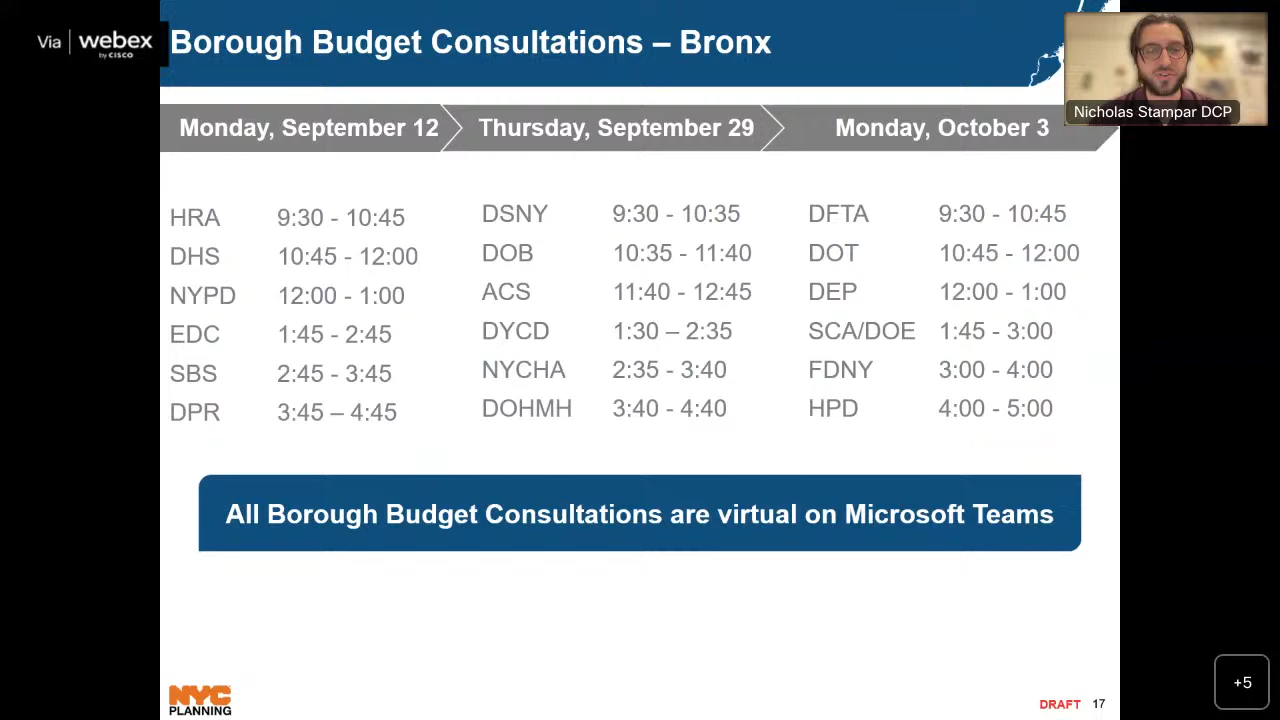 Via webex
by CISCO
Borough Budget Consultations – Bronx
Nicholas Stampar DCP
Monday, September 12
Thursday, September 29
Monday, October 3
HRA 9:30 - 10:45
DHS 10:45 - 12:00
NYPD 12:00 - 1:00
EDC 1:45 - 2:45
SBS 2:45 - 3:45
DPR 3:45 – 4:45
DSNY 9:30 - 10:35
DOB 10:35 - 11:40
ACS 11:40 - 12:45
DYCD 1:30 – 2:35
NYCHA 2:35 - 3:40
DOHMH 3:40 - 4:40
DFTA 9:30 - 10:45
DOT 10:45 - 12:00
DEP 12:00 - 1:00
SCA/DOE 1:45 - 3:00
FDNY 3:00 - 4:00
HPD 4:00 - 5:00
All Borough Budget Consultations are virtual on Microsoft Teams
NYC
PLANNING
DRAFT 17
+5